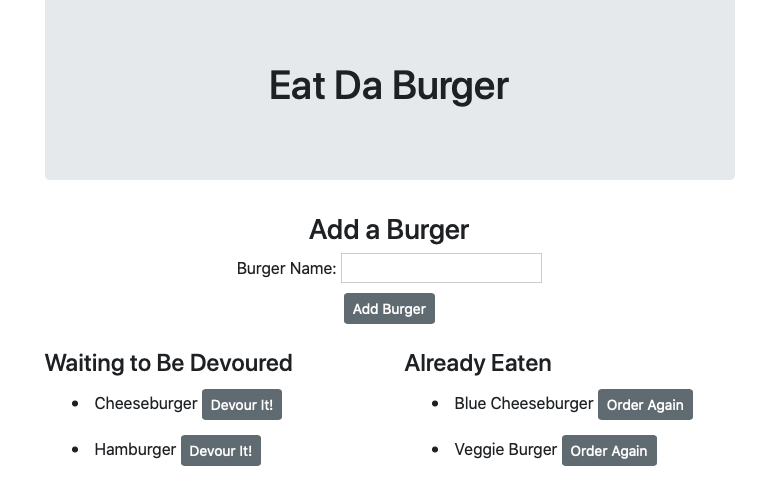 Eat Da Burger
Add a Burger
Burger Name:
Add Burger
Waiting to Be Devoured
Cheeseburger Devour It!
Hamburger Devour It!
Already Eaten
Blue Cheeseburger Order Again
Veggie Burger Order Again